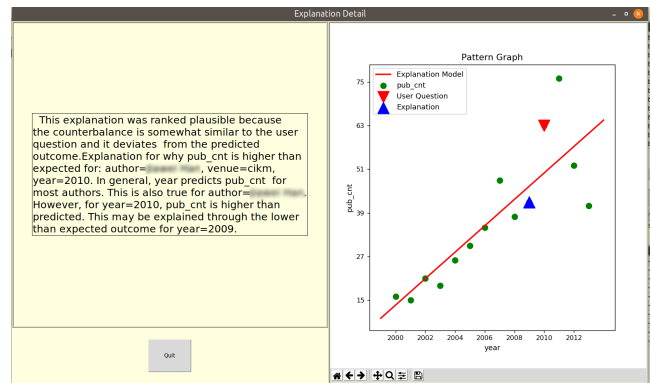 Explanation Detail
This explanation was ranked plausible because
the counterbalance is somewhat similar to the user
question and it deviates from the predicted
outcome.Explanation for why pub_cnt is higher than
expected for: author=, venue=cikm,
year=2010. In general, year predicts pub_cnt for
most authors. This is also true for author=.
However, for year=2010, pub_cnt is higher than
predicted. This may be explained through the lower
than expected outcome for year=2009.
Quit
Pattern Graph
Explanation Model
pub_cnt
User Question
Explanation
75
63
51
39
27
15
pub_cnt
2000 2002 2004 2006 2008 2010 2012
year